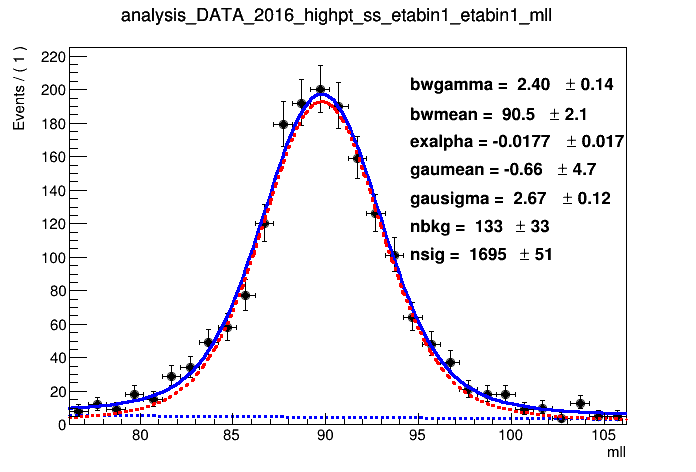 analysis_DATA_2016_highpt_ss_etabin1_etabin1_mll
Events / ( 1 )
220
200
180
160
140
120
100
80
60
40
20
0
bwgamma = 2.40 ± 0.14
bwmean = 90.5 ± 2.1
exalpha = -0.0177 ± 0.017
gaumean = -0.66 ± 4.7
gausigma = 2.67 ± 0.12
nbkg = 133 ± 33
nsig = 1695 ± 51
80 85 90 95 100 105
mll